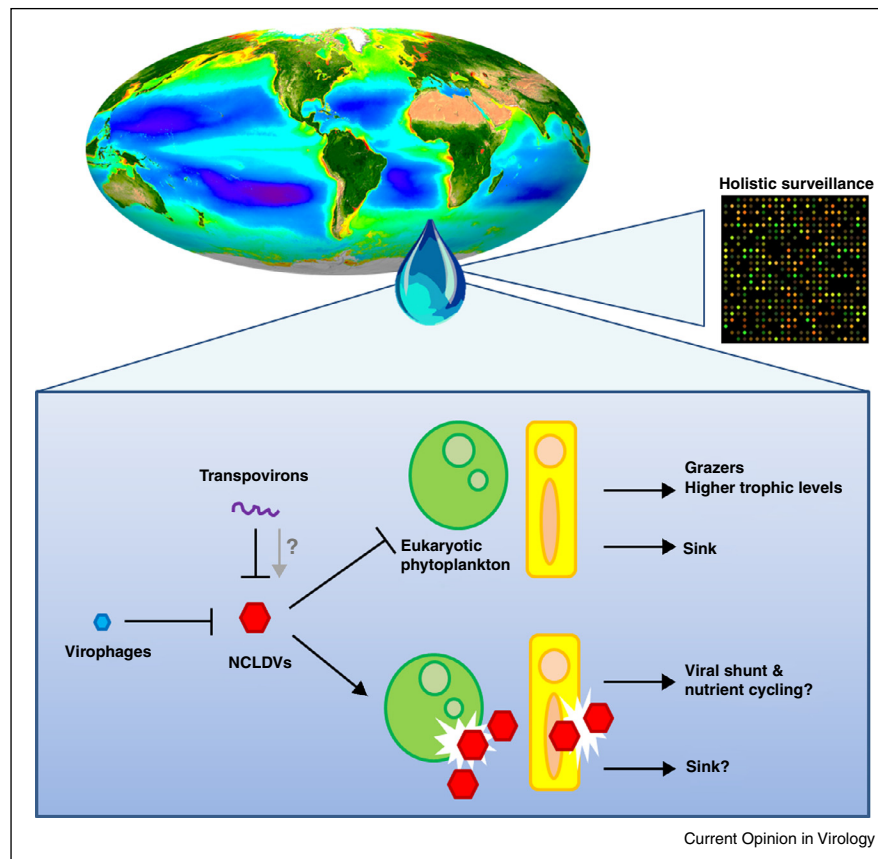 Holistic surveillance
Transpovirons
?
Eukaryotic
phytoplankton
Grazers
Higher trophic levels
Sink
Virophages
NCLDVs
Viral shunt &
nutrient cycling?
Sink?
Current Opinion in Virology